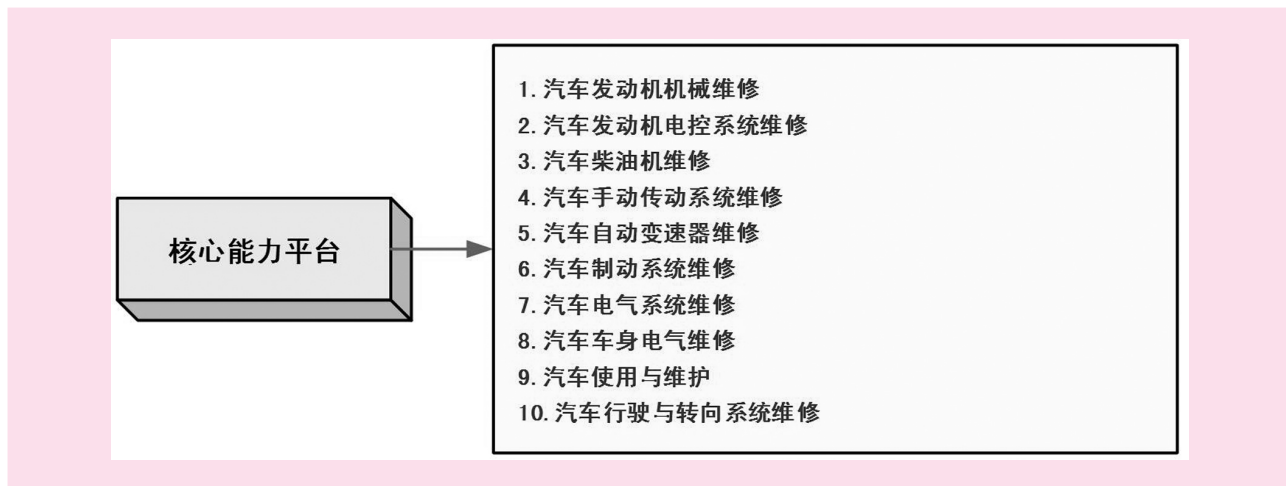 核心能力平台
1. 汽车发动机机械维修
2. 汽车发动机电控系统维修
3. 汽车柴油机维修
4. 汽车手动传动系统维修
5. 汽车自动变速器维修
6. 汽车制动系统维修
7. 汽车电气系统维修
8. 汽车车身电气维修
9. 汽车使用与维护
10. 汽车行驶与转向系统维修